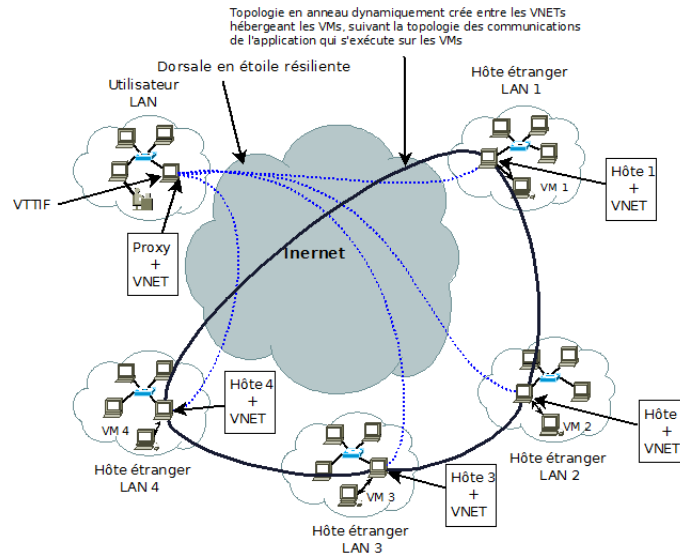 Topologie en anneau dynamiquement crée entre les VNETs
hébergeant les VMs, suivant la topologie des communications
de l'application qui s'exécute sur les VMs
Dorsale en étoile résiliente
Utilisateur
LAN
Hôte étranger
LAN 1
VTTIF
VM 1
Hôte 1
+
VNET
Proxy
+
VNET
Inernet
Hôte 4
+
VNET
VM 4
Hôte étranger
LAN 4
VM 2
Hôte
+
VNET
Hôte étranger
LAN 2
VM 3
Hôte 3
+
VNET
Hôte étranger
LAN 3